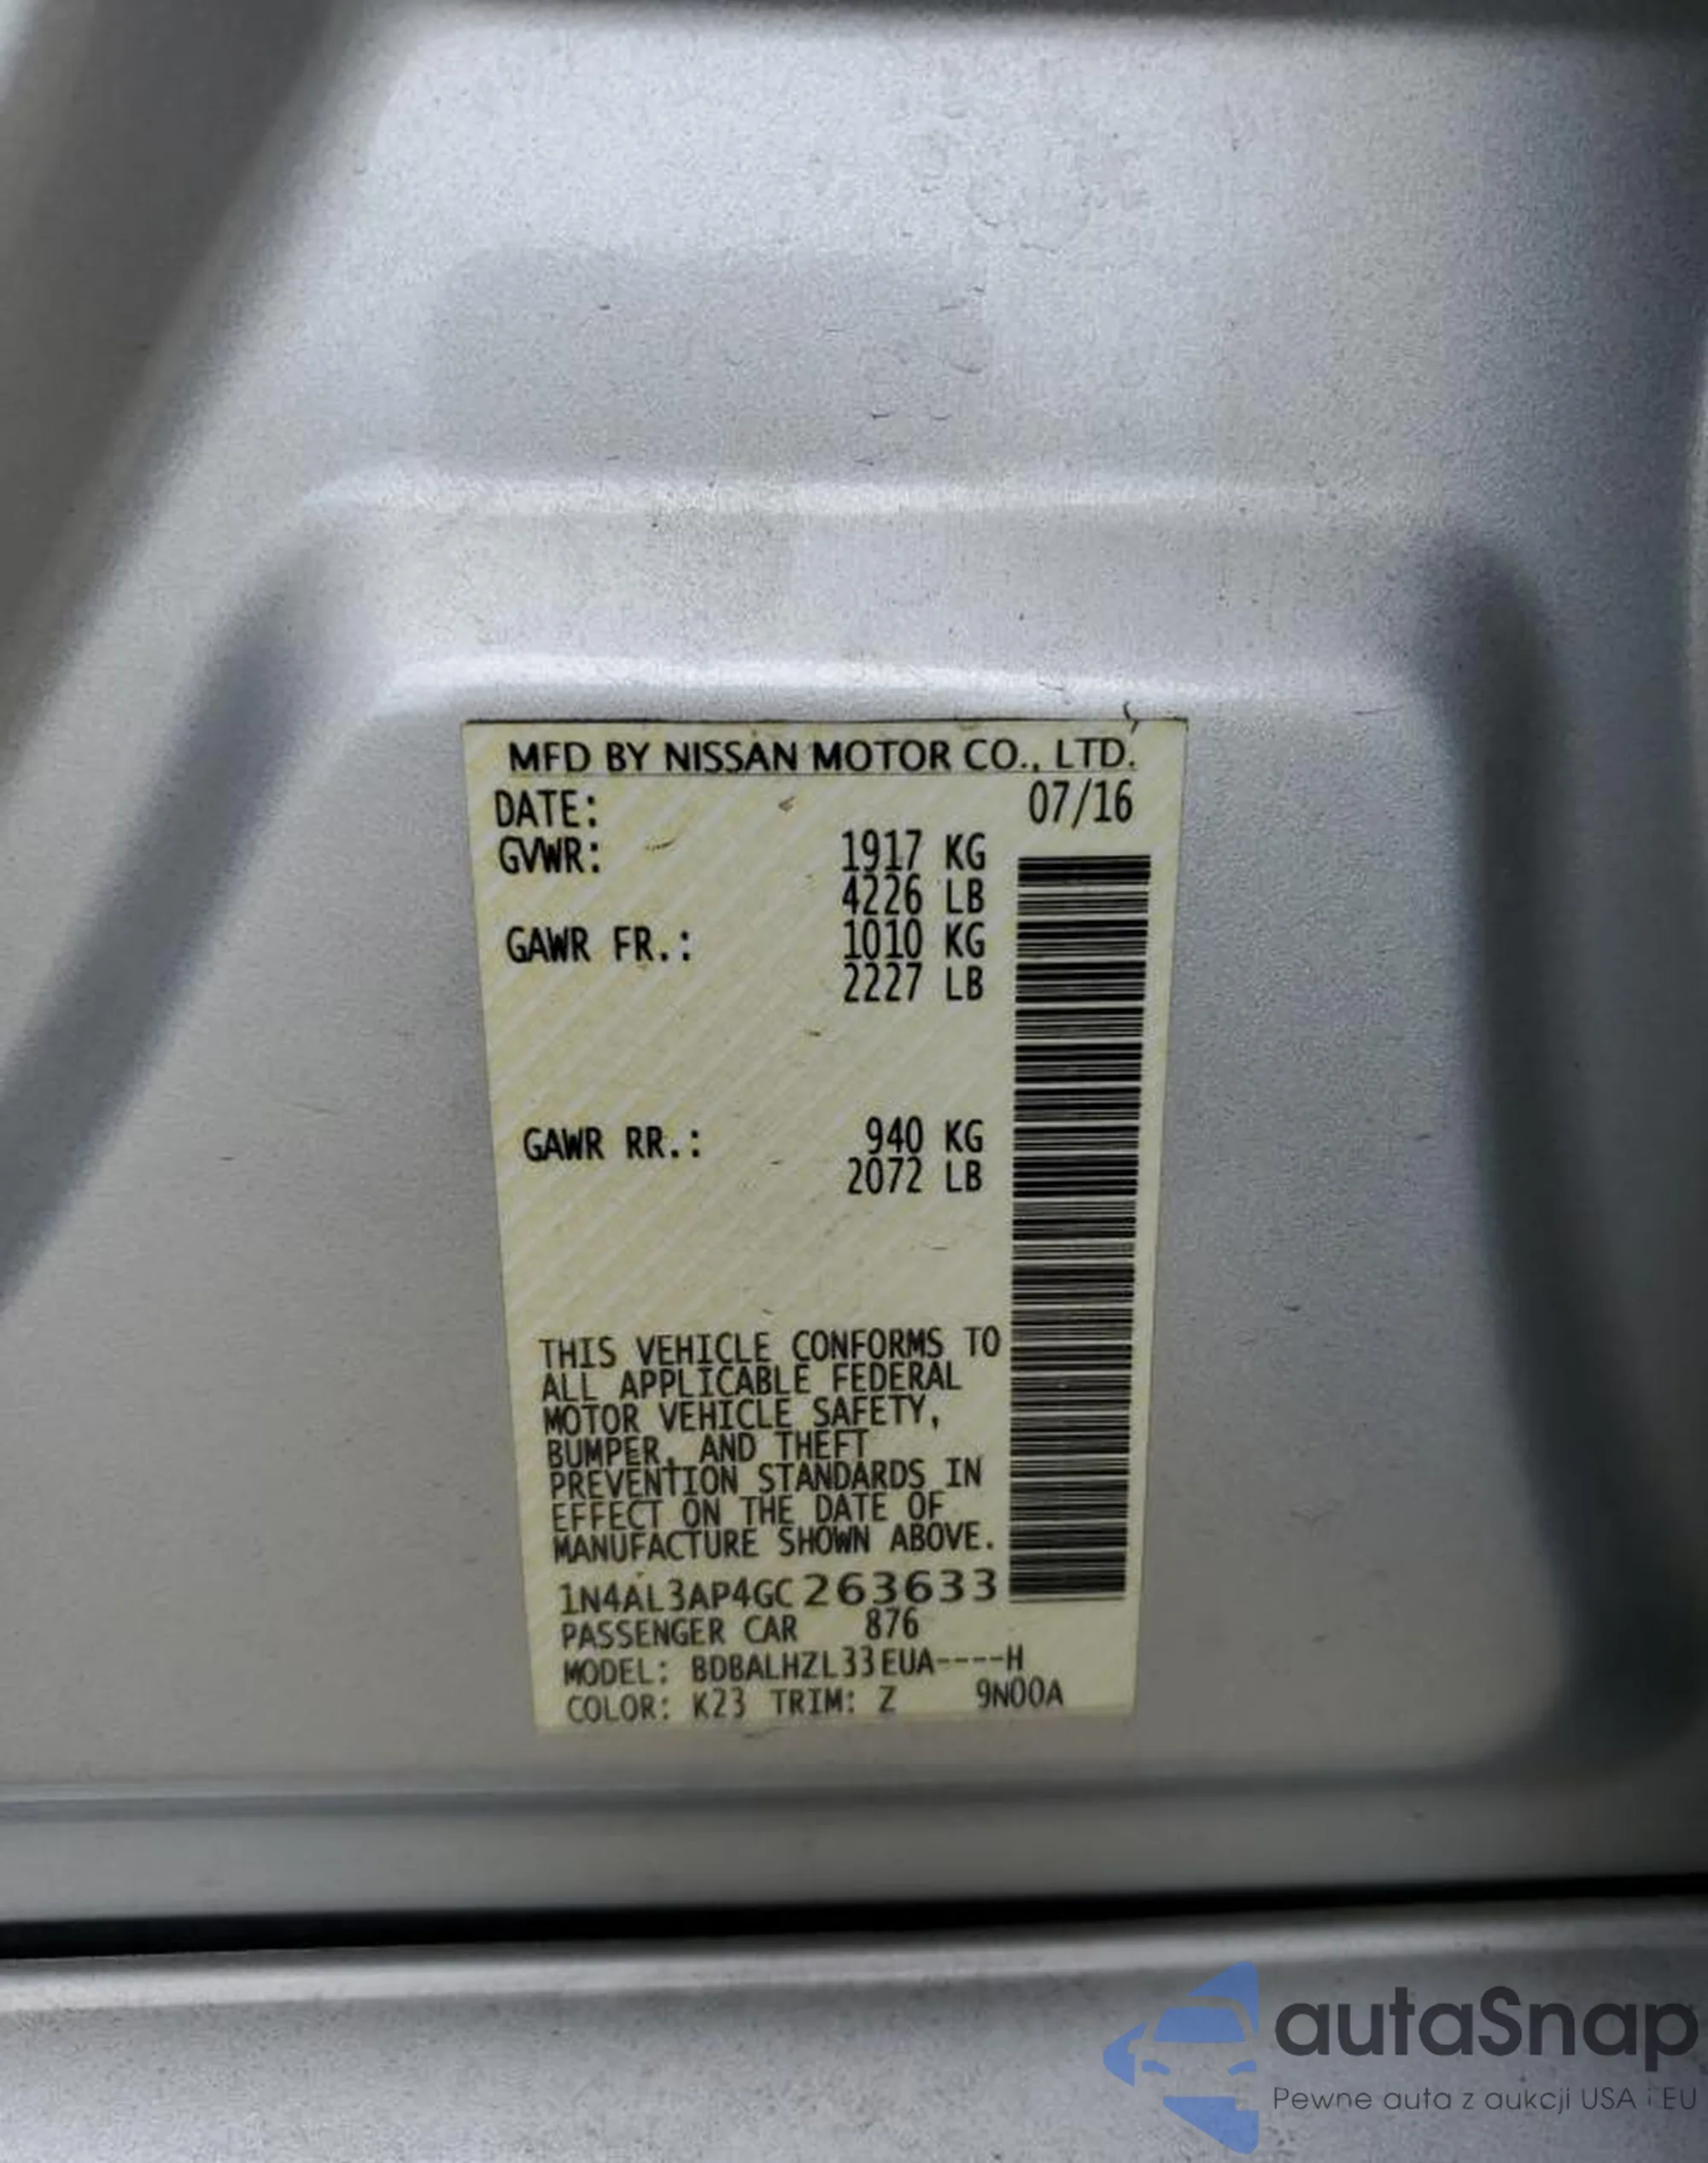 MFD BY NISSAN MOTOR CO., LTD.
DATE: 07/16
GVWR: 1917 KG
4226 LB
GAWR FR.: 1010 KG
2227 LB
GAWR RR.: 940 KG
2072 LB
THIS VEHICLE CONFORMS TO
ALL APPLICABLE FEDERAL
MOTOR VEHICLE SAFETY,
BUMPER, AND THEFT
PREVENTION STANDARDS IN
EFFECT ON THE DATE OF
MANUFACTURE SHOWN ABOVE.
1N4AL3AP4GC263633
PASSENGER CAR 876
MODEL: BDBALHZL33EUA----H
COLOR: K23 TRIM: Z 9N00A
autaSnap
Pewne auta z aukcji USA i EU